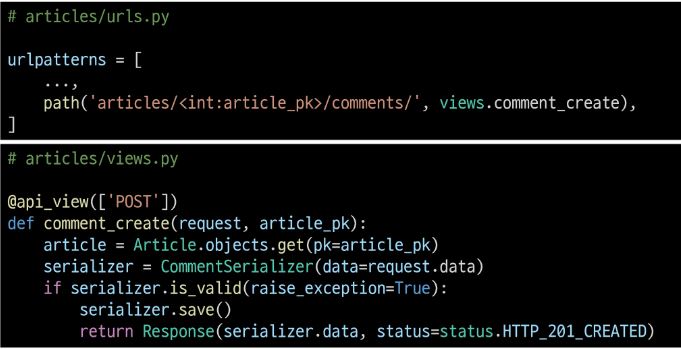 # articles/urls.py
urlpatterns = [
    ...,
    path('articles/<int:article_pk>/comments/', views.comment_create),
]
# articles/views.py
@api_view(['POST'])
def comment_create(request, article_pk):
    article = Article.objects.get(pk=article_pk)
    serializer = CommentSerializer(data=request.data)
    if serializer.is_valid(raise_exception=True):
        serializer.save()
        return Response(serializer.data, status=status.HTTP_201_CREATED)